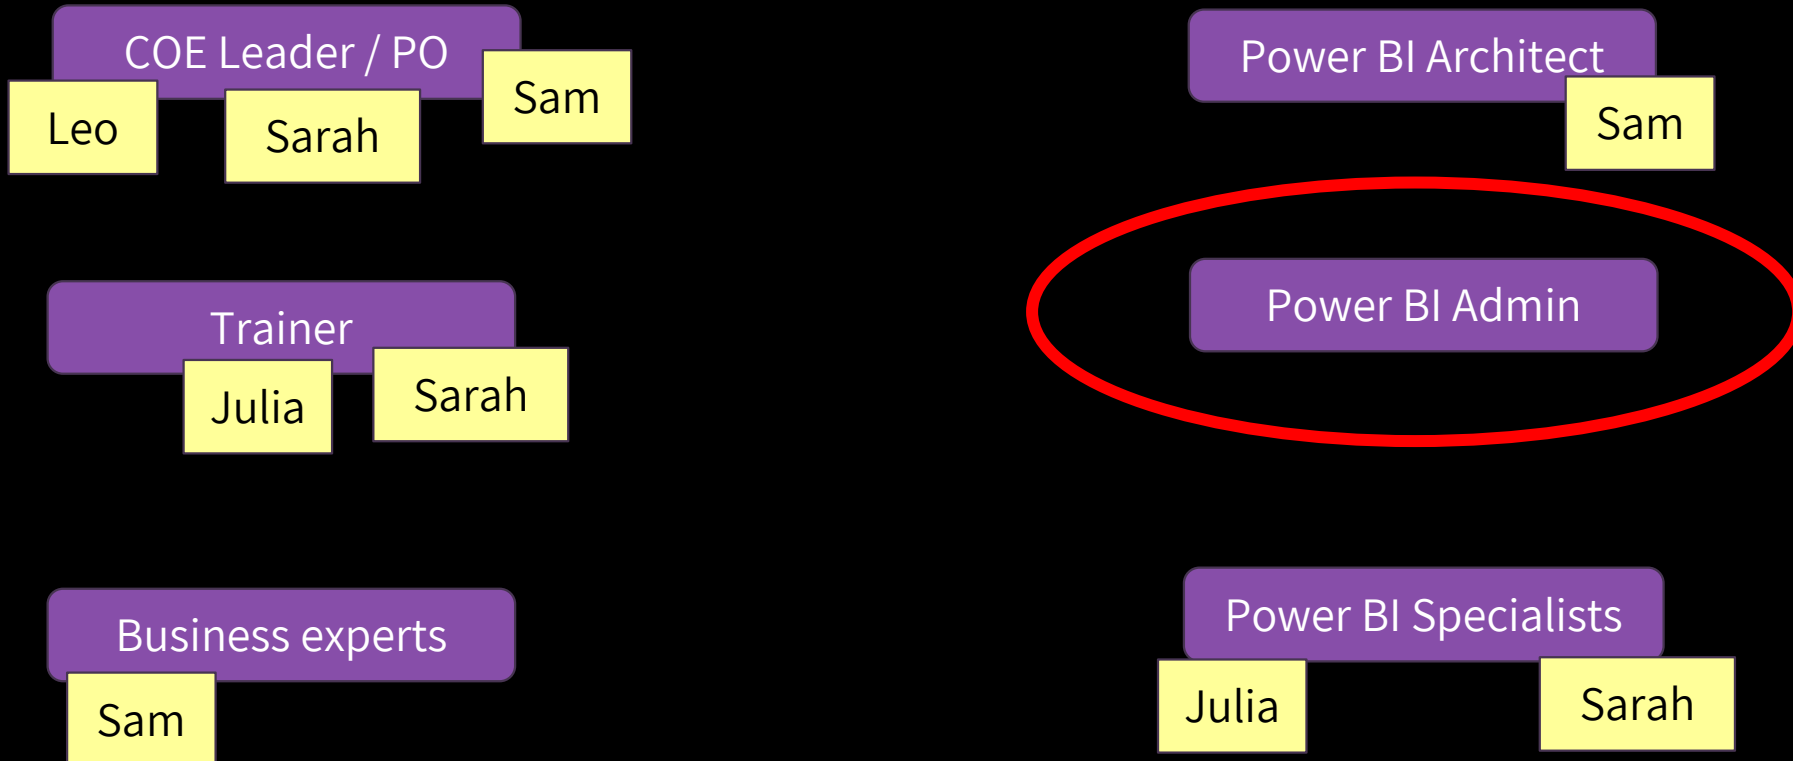 COE Leader / PO
Leo
Sarah
Sam
Power BI Architect
Sam
Trainer
Julia
Sarah
Power BI Admin
Business experts
Sam
Power BI Specialists
Julia
Sarah